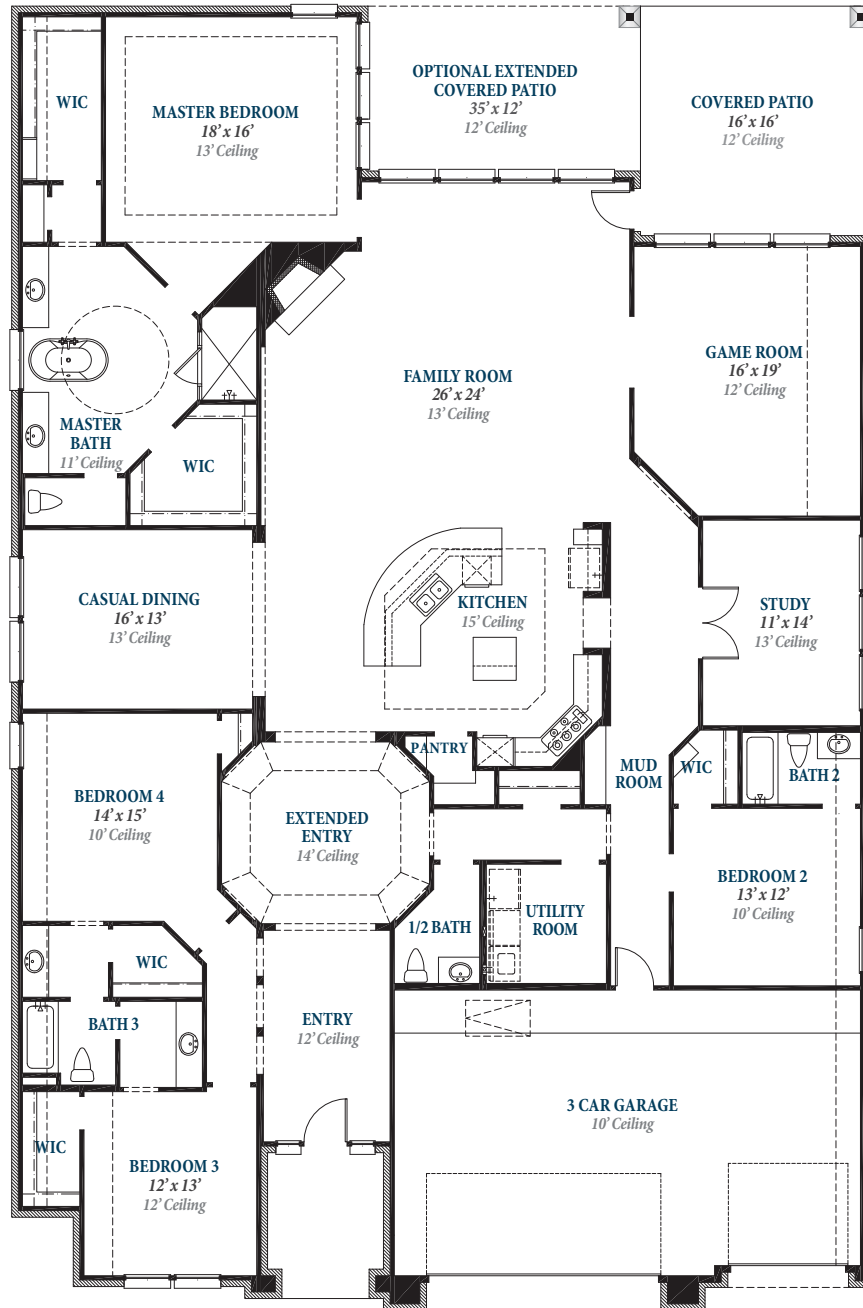 WIC
MASTER BEDROOM
18' x 16'
13' Ceiling
OPTIONAL EXTENDED
COVERED PATIO
35' x 12'
12' Ceiling
COVERED PATIO
16' x 16'
12' Ceiling
FAMILY ROOM
26' x 24'
13' Ceiling
GAME ROOM
16' x 19'
12' Ceiling
MASTER
BATH
11' Ceiling
WIC
CASUAL DINING
16' x 13'
13' Ceiling
KITCHEN
15' Ceiling
STUDY
11' x 14'
13' Ceiling
PANTRY
MUD
ROOM
WIC
BATH 2
BEDROOM 4
14' x 15'
10' Ceiling
EXTENDED
ENTRY
14' Ceiling
BEDROOM 2
13' x 12'
10' Ceiling
1/2 BATH
UTILITY
ROOM
WIC
BATH 3
ENTRY
12' Ceiling
3 CAR GARAGE
10' Ceiling
WIC
BEDROOM 3
12' x 13'
12' Ceiling